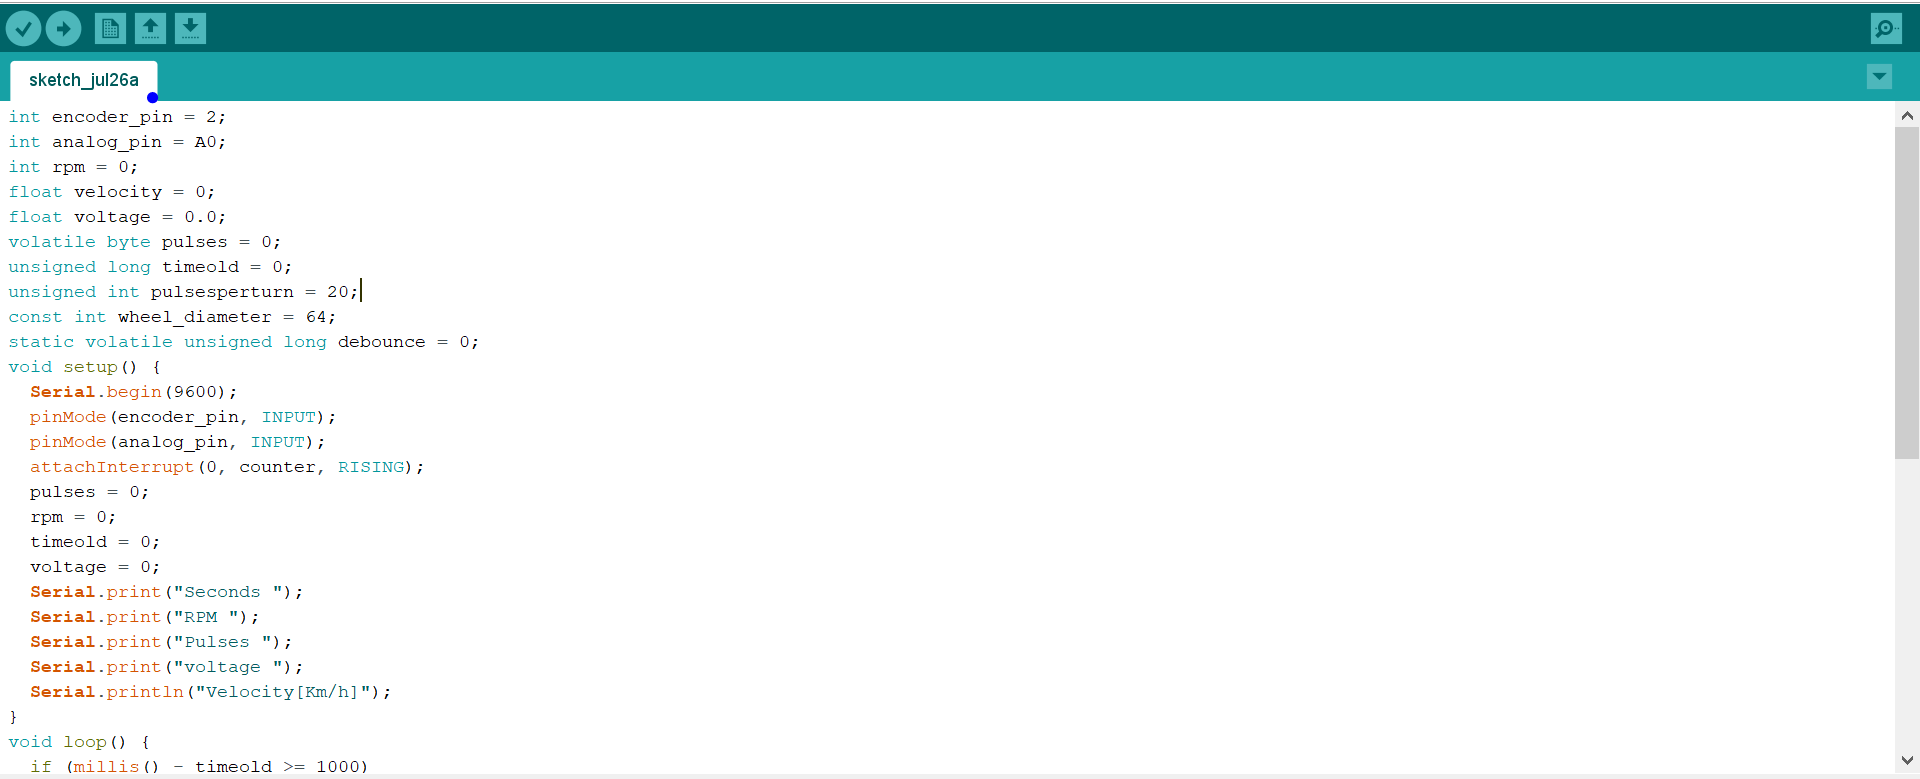 sketch_jul26a
int encoder_pin = 2;
int analog_pin = A0;
int rpm = 0;
float velocity = 0;
float voltage = 0.0;
volatile byte pulses = 0;
unsigned long timeold = 0;
unsigned int pulsesperturn = 20;
const int wheel_diameter = 64;
static volatile unsigned long debounce = 0;
void setup() {
  Serial.begin(9600);
  pinMode(encoder_pin, INPUT);
  pinMode(analog_pin, INPUT);
  attachInterrupt(0, counter, RISING);
  pulses = 0;
  rpm = 0;
  timeold = 0;
  voltage = 0;
  Serial.print("Seconds ");
  Serial.print("RPM ");
  Serial.print("Pulses ");
  Serial.print("voltage ");
  Serial.println("Velocity[Km/h]");
}
void loop() {
  if (millis() - timeold >= 1000)